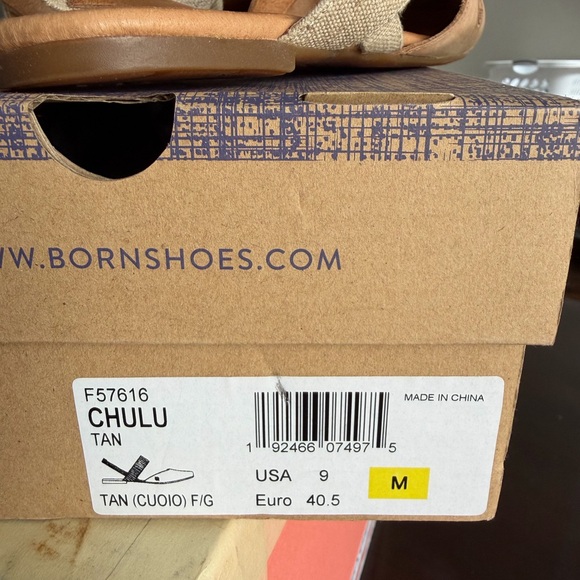 WW.BORNSHOES.COM
F57616
CHULU
TAN
TAN (CUOIO) F/G
1 92466 07497 5
MADE IN CHINA
USA 9
Euro 40.5
M